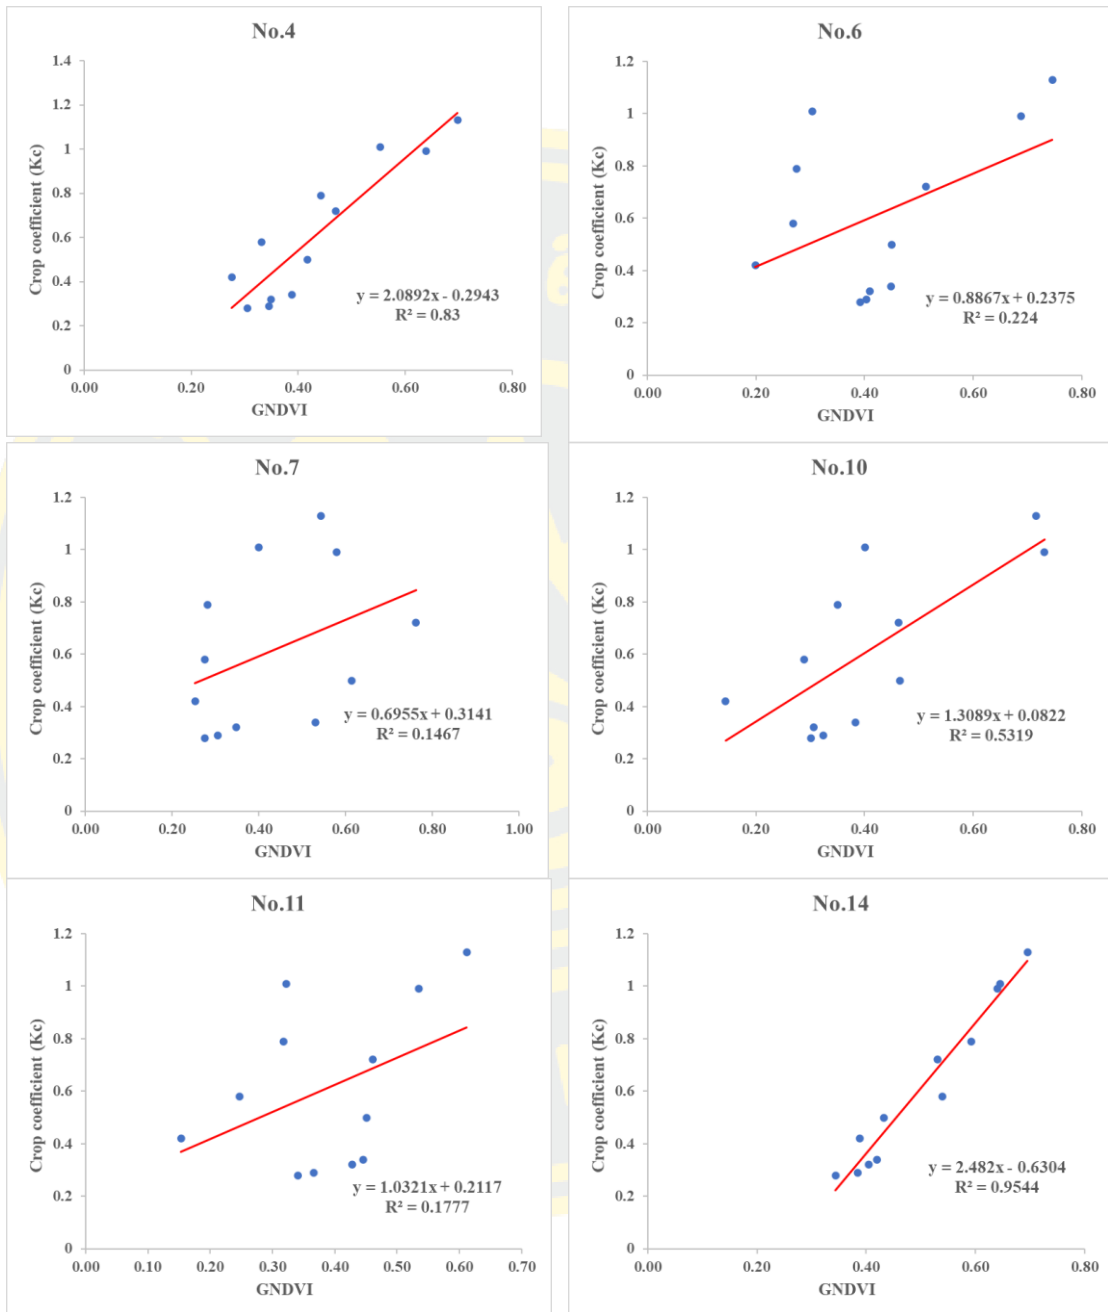 No.4
Crop coefficient (Kc)
1.4
1.2
1
0.8
0.6
0.4
0.2
0
y = 2.0892x - 0.2943
R² = 0.83
0.00 0.20 0.40 0.60 0.80
GNDVI
No.6
Crop coefficient (Kc)
1.2
1
0.8
0.6
0.4
0.2
0
y = 0.8867x + 0.2375
R² = 0.224
0.00 0.20 0.40 0.60 0.80
GNDVI
No.7
Crop coefficient (Kc)
1.2
1
0.8
0.6
0.4
0.2
0
y = 0.6955x + 0.3141
R² = 0.1467
0.00 0.20 0.40 0.60 0.80 1.00
GNDVI
No.10
Crop coefficient (Kc)
1.2
1
0.8
0.6
0.4
0.2
0
y = 1.3089x + 0.0822
R² = 0.5319
0.00 0.20 0.40 0.60 0.80
GNDVI
No.11
Crop coefficient (Kc)
1.2
1
0.8
0.6
0.4
0.2
0
y = 1.0321x + 0.2117
R² = 0.1777
0.00 0.10 0.20 0.30 0.40 0.50 0.60 0.70
GNDVI
No.14
Crop coefficient (Kc)
1.2
1
0.8
0.6
0.4
0.2
0
y = 2.482x - 0.6304
R² = 0.9544
0.00 0.20 0.40 0.60 0.80
GNDVI